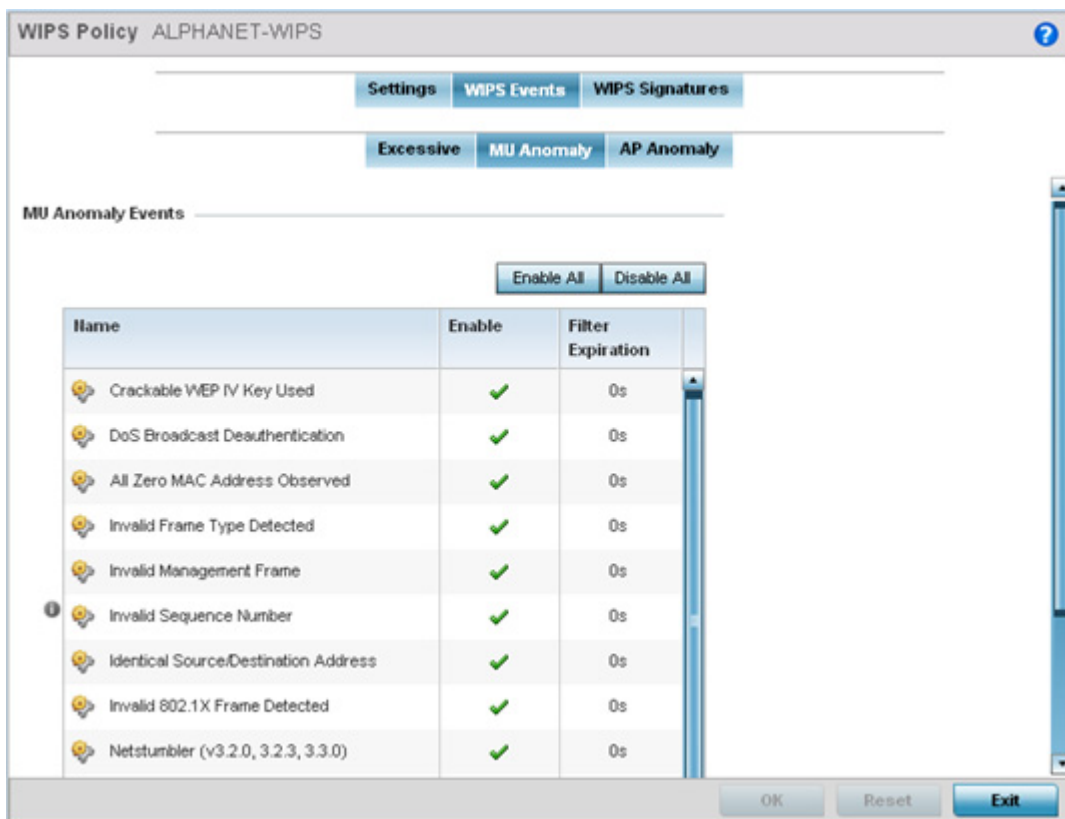 WIPS Policy ALPHANET-WIPS ?
Settings WIPS Events WIPS Signatures
Excessive MU Anomaly AP Anomaly
MU Anomaly Events
Enable All Disable All
Name Enable Filter Expiration
Crackable WEP IV Key Used 0s
DoS Broadcast Deauthentication 0s
All Zero MAC Address Observed 0s
Invalid Frame Type Detected 0s
Invalid Management Frame 0s
Invalid Sequence Number 0s
Identical Source/Destination Address 0s
Invalid 802.1X Frame Detected 0s
Netstumbler (v3.2.0, 3.2.3, 3.3.0) 0s
OK Reset Exit